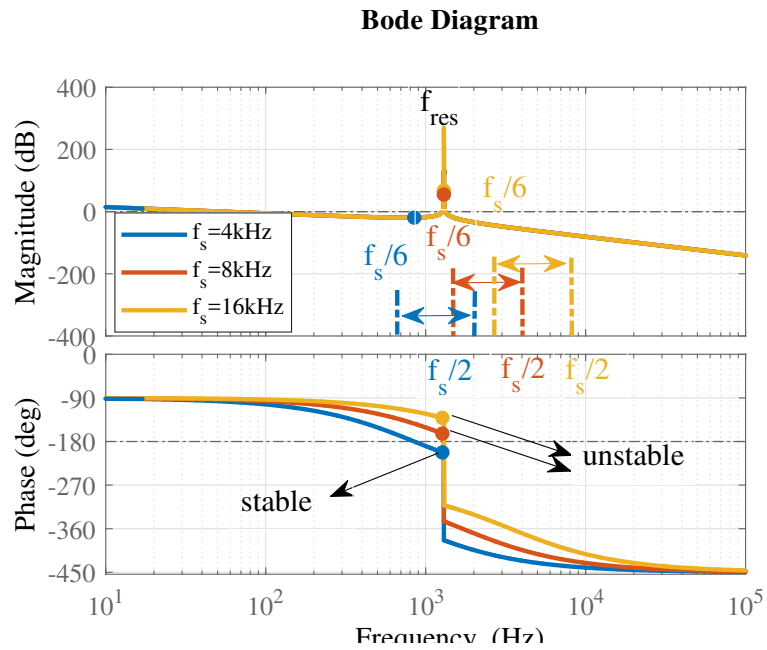 Bode Diagram
400
200
0
-200
-400
Magnitude (dB)
f_res
f_s/6
f_s/6
f_s/6
f_s=4kHz
f_s=8kHz
f_s=16kHz
0
-90
-180
-270
-360
-450
Phase (deg)
f_s/2
f_s/2
f_s/2
unstable
stable
10^1
10^2
10^3
10^4
10^5
Frequency (Hz)